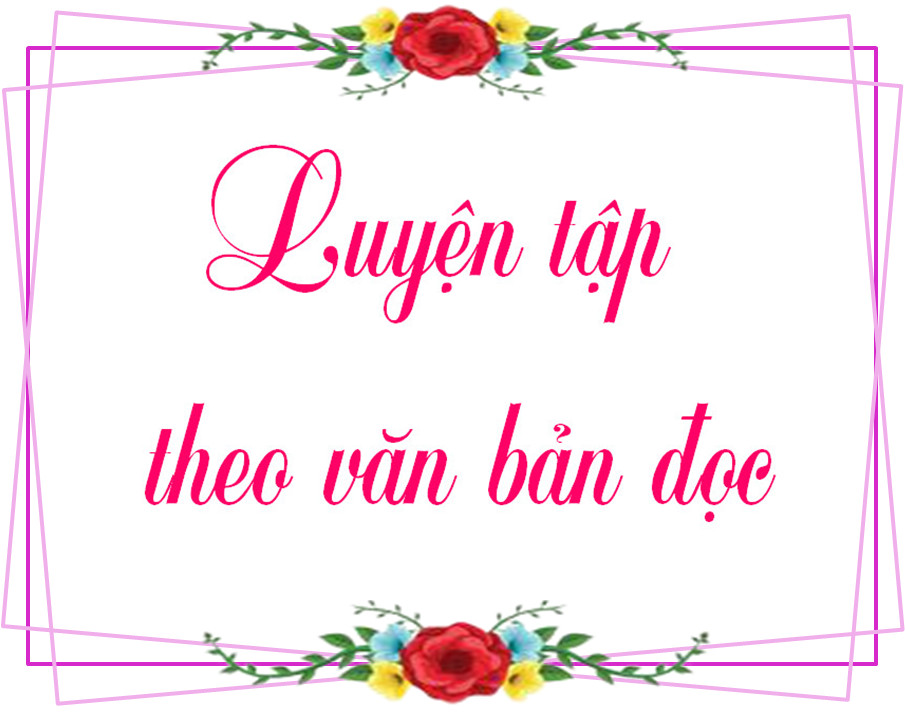 Luyện tập
theo văn bản đọc